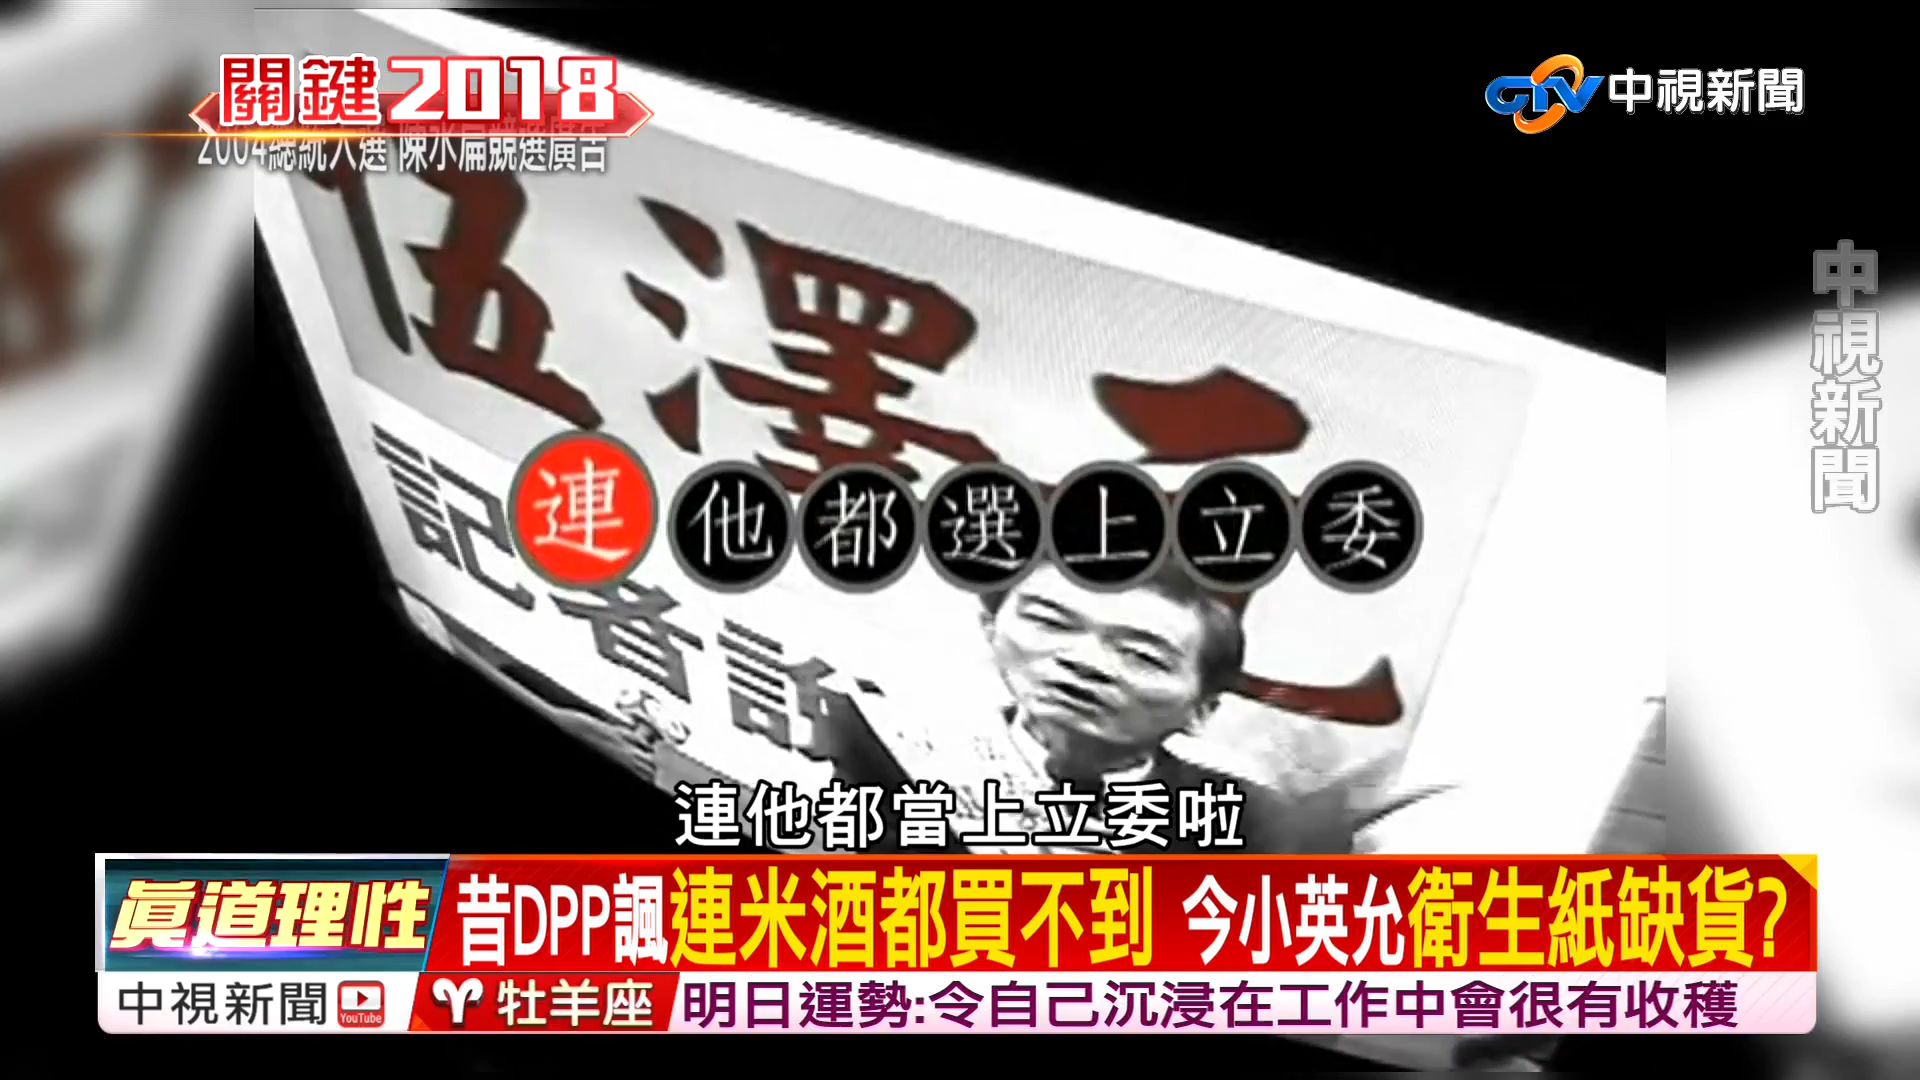 關鍵2018
2004總統大選 陳水扁競選廣告
CTV中視新聞
中視新聞
伍澤元
連他都選上立委
記者
連他都當上立委啦
真道理性
昔DPP諷連米酒都買不到 今小英允衛生紙缺貨?
中視新聞 YouTube 牡羊座 明日運勢:令自己沉浸在工作中會很有收穫